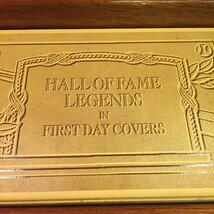 HALL OF FAME
LEGENDS
IN
FIRST DAY COVERS